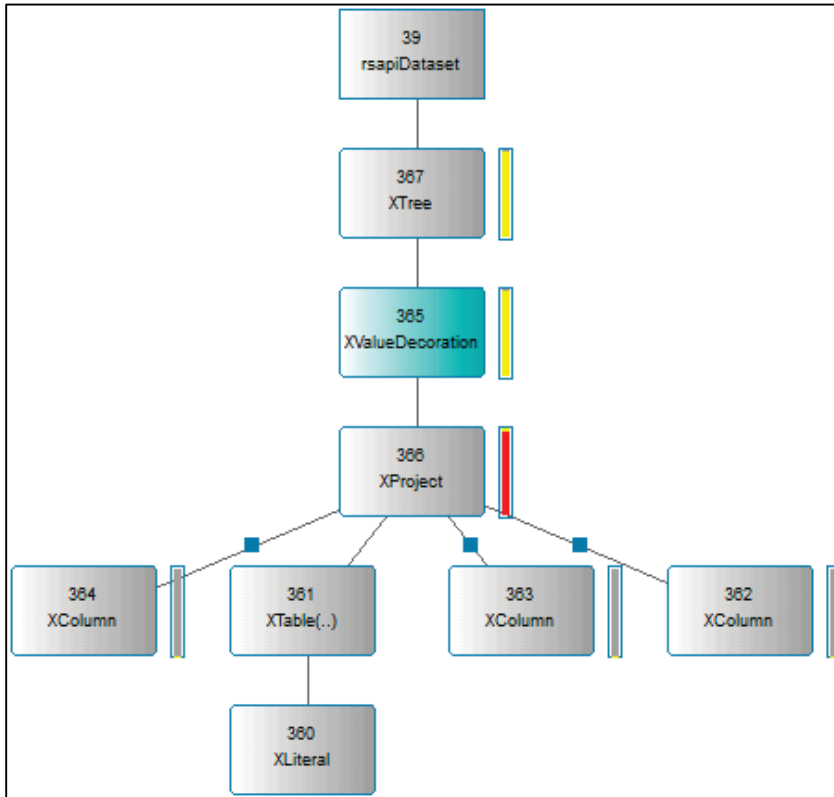 39
rsapiDataset
367
XTree
365
XValueDecoration
366
XProject
364
XColumn
361
XTable(..)
363
XColumn
362
XColumn
360
XLiteral